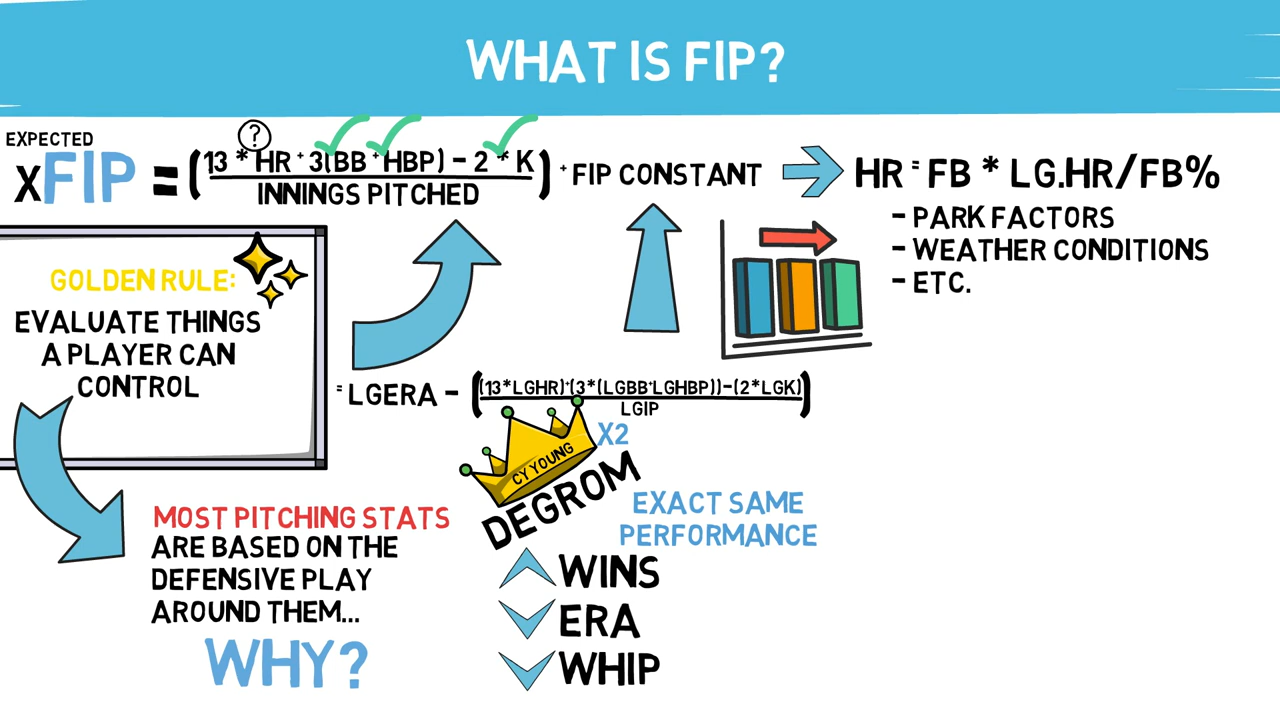 WHAT IS FIP?
EXPECTED
xFIP = ((13 * HR + 3(BB + HBP) - 2 * K) + FIP CONSTANT
?
INNINGS PITCHED
HR = FB * LG.HR/FB%
- PARK FACTORS
- WEATHER CONDITIONS
- ETC.
GOLDEN RULE:
EVALUATE THINGS
A PLAYER CAN
CONTROL
= LGERA - ((13*LGHR)+(3*(LGBB+LGHBP))-(2*LGK))
LGIP
X2
CY YOUNG
DEGROM
EXACT SAME
PERFORMANCE
MOST PITCHING STATS
ARE BASED ON THE
DEFENSIVE PLAY
AROUND THEM...
WHY?
WINS
ERA
WHIP